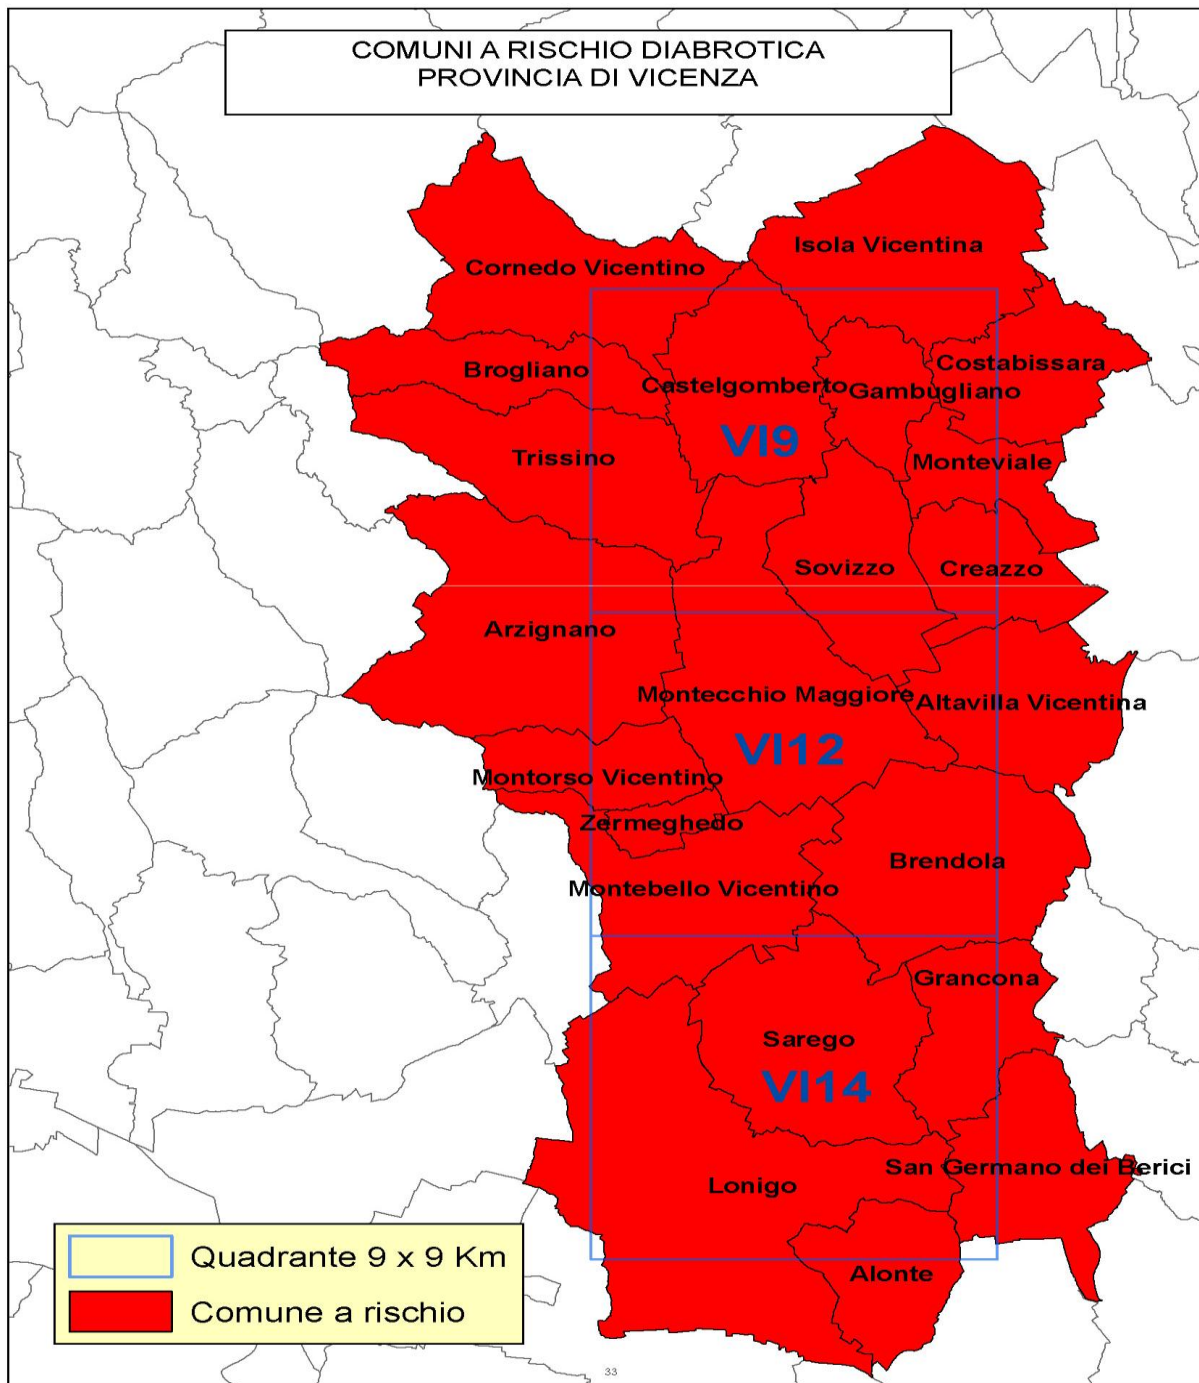 COMUNI A RISCHIO DIABROTICA
PROVINCIA DI VICENZA
Isola Vicentina
Cornedo Vicentino
Costabissara
Brogliano
Castelgomberto
Gambugliano
VI9
Trissino
Monteviale
Sovizzo
Creazzo
Arzignano
Montecchio Maggiore
Altavilla Vicentina
VI12
Montorso Vicentino
Zermeghedo
Brendola
Montebello Vicentino
Grancona
Sarego
VI14
San Germano dei Berici
Lonigo
Alonte
Quadrante 9 x 9 Km
Comune a rischio
33